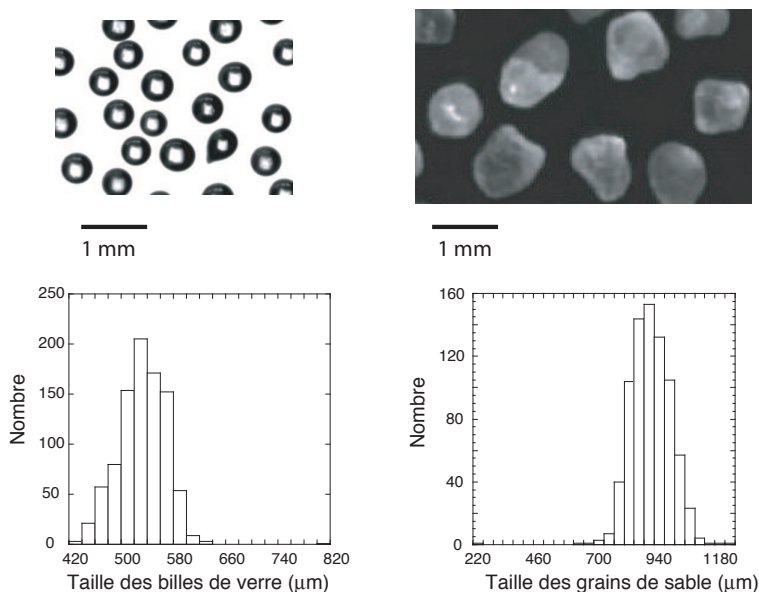 1 mm
1 mm
250
200
150
100
50
0
Nombre
420 500 580 660 740 820
Taille des billes de verre (μm)
160
120
80
40
0
Nombre
220 460 700 940 1180
Taille des grains de sable (μm)